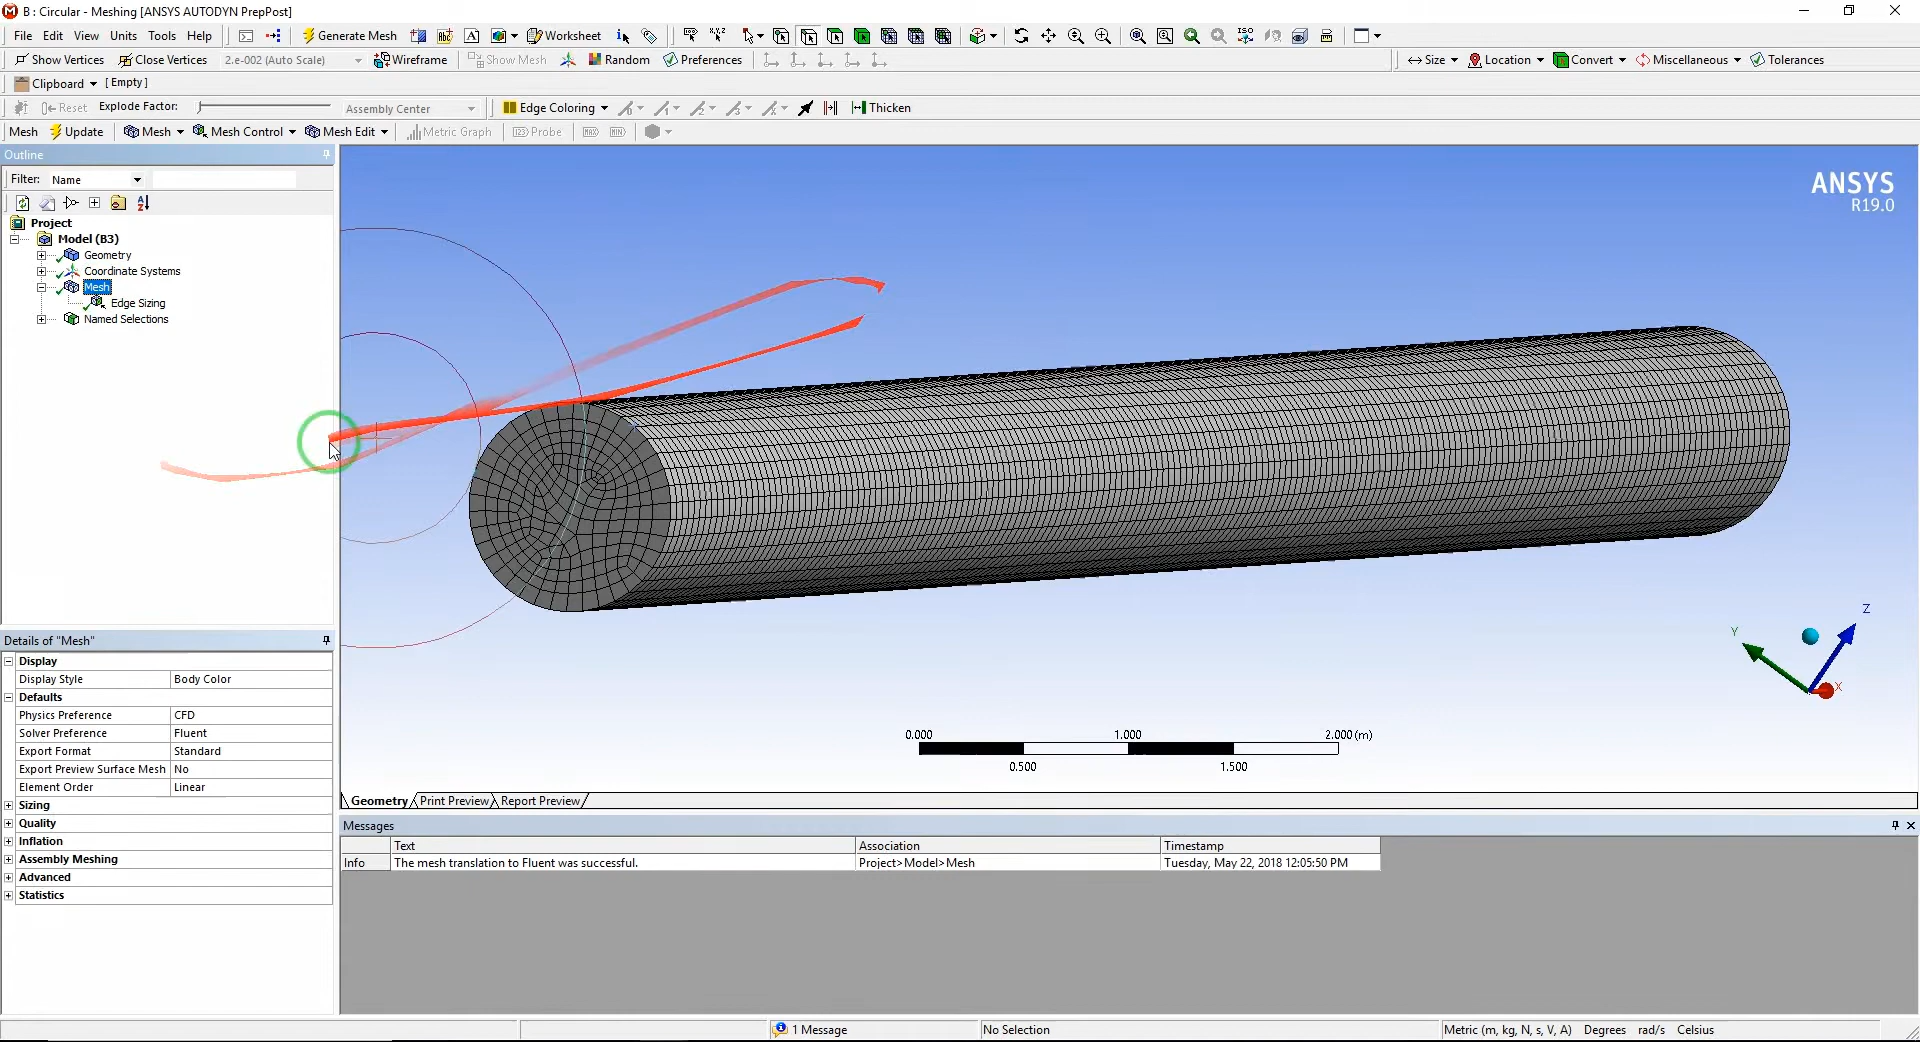 B : Circular - Meshing [ANSYS AUTODYN PrepPost]
File Edit View Units Tools Help Generate Mesh Worksheet
Show Vertices Close Vertices 2.e-002 (Auto Scale) Wireframe Show Mesh Random Preferences Size Location Convert Miscellaneous Tolerances
Clipboard [ Empty ]
Reset Explode Factor: Assembly Center Edge Coloring Thicken
Mesh Update Mesh Mesh Control Mesh Edit Metric Graph Probe
Outline
Filter: Name
Project
Model (B3)
Geometry
Coordinate Systems
Mesh
Edge Sizing
Named Selections
ANSYS
R19.0
Z
Y
X
0.000 1.000 2.000 (m)
0.500 1.500
Details of "Mesh"
Display
Display Style Body Color
Defaults
Physics Preference CFD
Solver Preference Fluent
Export Format Standard
Export Preview Surface Mesh No
Element Order Linear
Sizing
Quality
Inflation
Assembly Meshing
Advanced
Statistics
Geometry Print Preview Report Preview
Messages
Text Association Timestamp
Info The mesh translation to Fluent was successful. Project>Model>Mesh Tuesday, May 22, 2018 12:05:50 PM
1 Message No Selection Metric (m, kg, N, s, V, A) Degrees rad/s Celsius